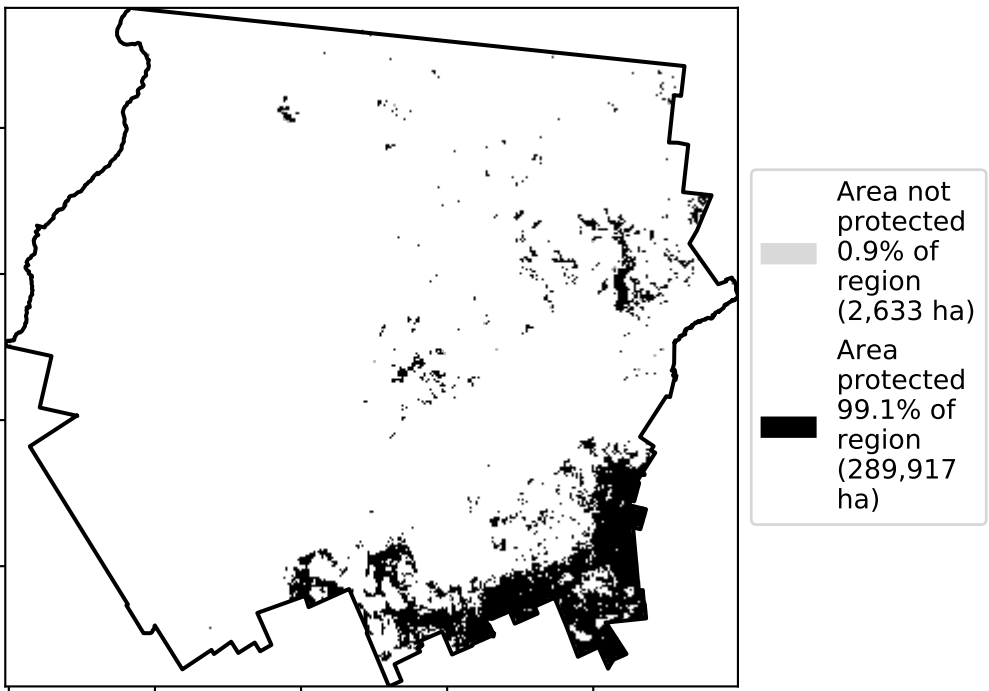 Area not
protected
0.9% of
region
(2,633 ha)
Area
protected
99.1% of
region
(289,917
ha)